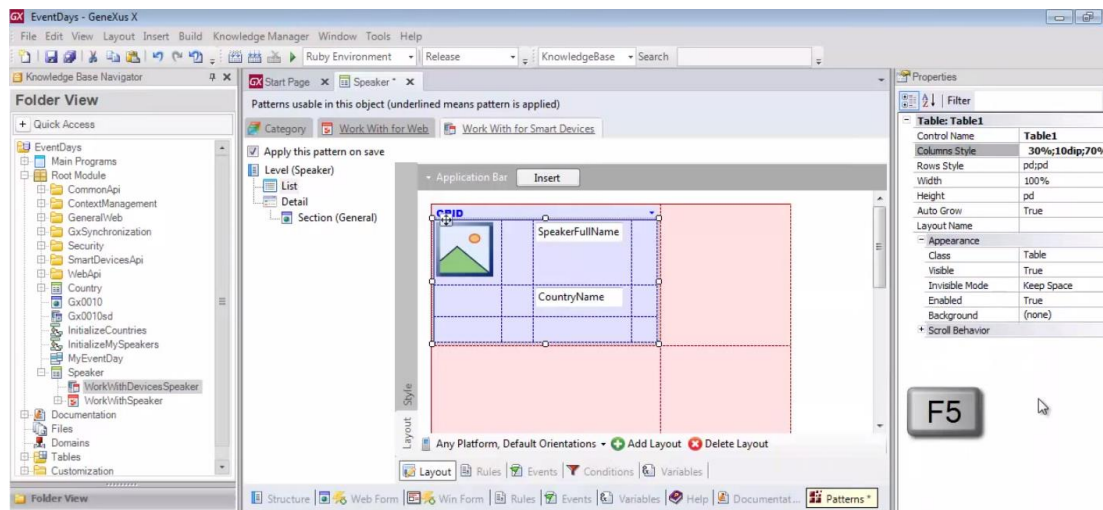 GX EventDays - GeneXus X
File Edit View Layout Insert Build Knowledge Manager Window Tools Help
Ruby Environment Release KnowledgeBase Search
Knowledge Base Navigator
Folder View
+ Quick Access
EventDays
Main Programs
Root Module
CommonApi
ContextManagement
GeneralWeb
GxSynchronization
Security
SmartDevicesApi
WebApi
Country
Gx0010
Gx0010sd
InitializeCountries
InitializeMySpeakers
MyEventDay
Speaker
WorkWithDevicesSpeaker
WorkWithSpeaker
Documentation
Files
Domains
Tables
Customization
Folder View
GX Start Page Speaker *
Patterns usable in this object (underlined means pattern is applied)
Category Work With for Web Work With for Smart Devices
Apply this pattern on save
Level (Speaker)
List
Detail
Section (General)
Application Bar Insert
GRID
SpeakerFullName
CountryName
Style
Layout
Any Platform, Default Orientations Add Layout Delete Layout
Layout Rules Events Conditions Variables
Structure Web Form Win Form Rules Events Variables Help Documentat... Patterns *
Properties
Filter
Table: Table1
Control Name Table1
Columns Style 30%;10dip;70%
Rows Style pd;pd
Width 100%
Height pd
Auto Grow True
Layout Name
Appearance
Class Table
Visible True
Invisible Mode Keep Space
Enabled True
Background (none)
Scroll Behavior
F5